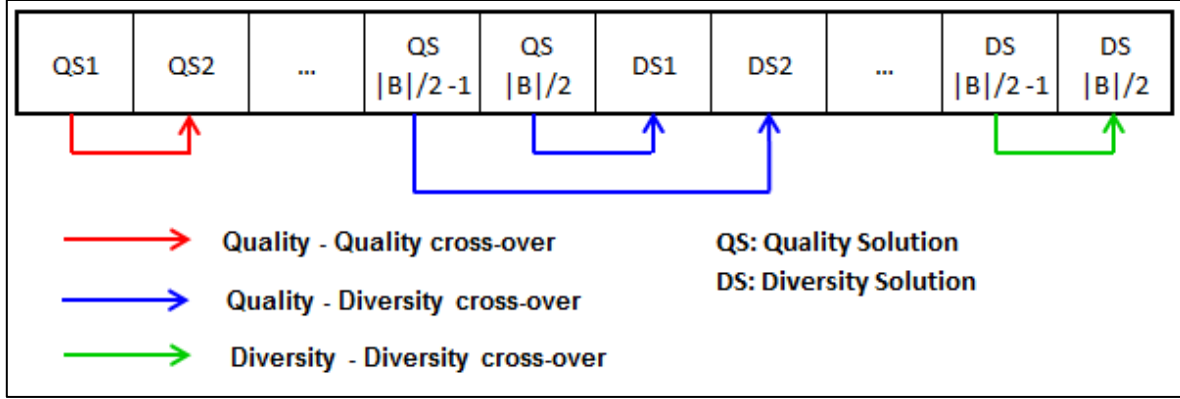 QS1 QS2 ... QS |B|/2 -1 QS |B|/2 DS1 DS2 ... DS |B|/2 -1 DS |B|/2
Quality - Quality cross-over
Quality - Diversity cross-over
Diversity - Diversity cross-over
QS: Quality Solution
DS: Diversity Solution